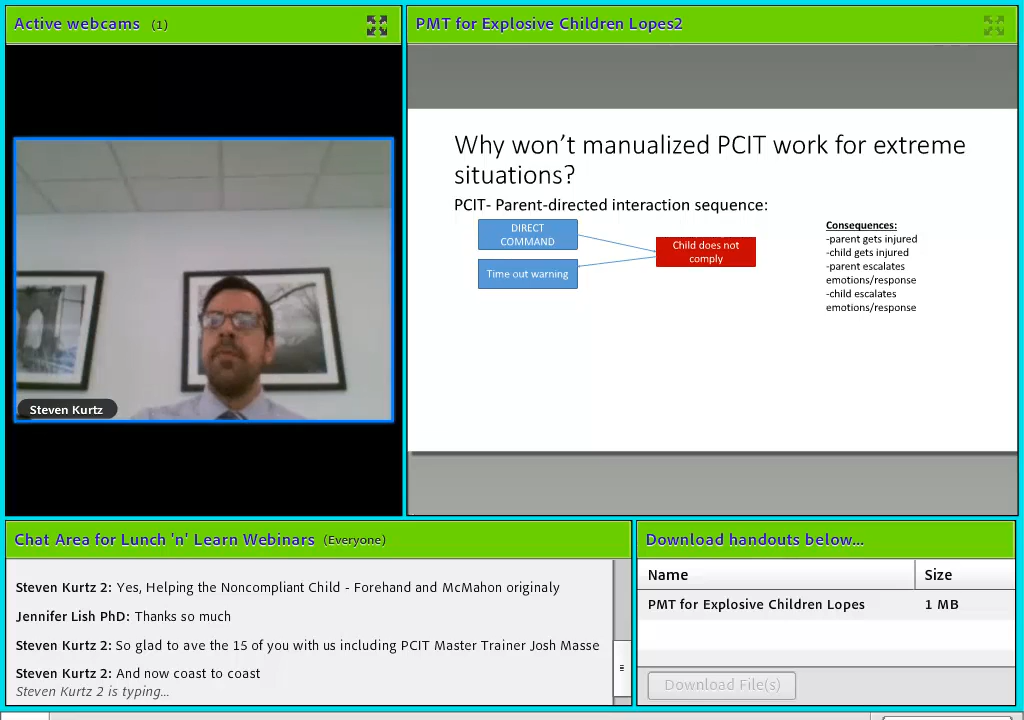 Active webcams (1)
PMT for Explosive Children Lopes2
Steven Kurtz
Why won't manualized PCIT work for extreme
situations?
PCIT- Parent-directed interaction sequence:
DIRECT
COMMAND
Time out warning
Child does not
comply
Consequences:
-parent gets injured
-child gets injured
-parent escalates
emotions/response
-child escalates
emotions/response
Chat Area for Lunch 'n' Learn Webinars (Everyone)
Steven Kurtz 2: Yes, Helping the Noncompliant Child - Forehand and McMahon originaly
Jennifer Lish PhD: Thanks so much
Steven Kurtz 2: So glad to ave the 15 of you with us including PCIT Master Trainer Josh Masse
Steven Kurtz 2: And now coast to coast
Steven Kurtz 2 is typing...
Download handouts below...
Name Size
PMT for Explosive Children Lopes 1 MB
Download File(s)